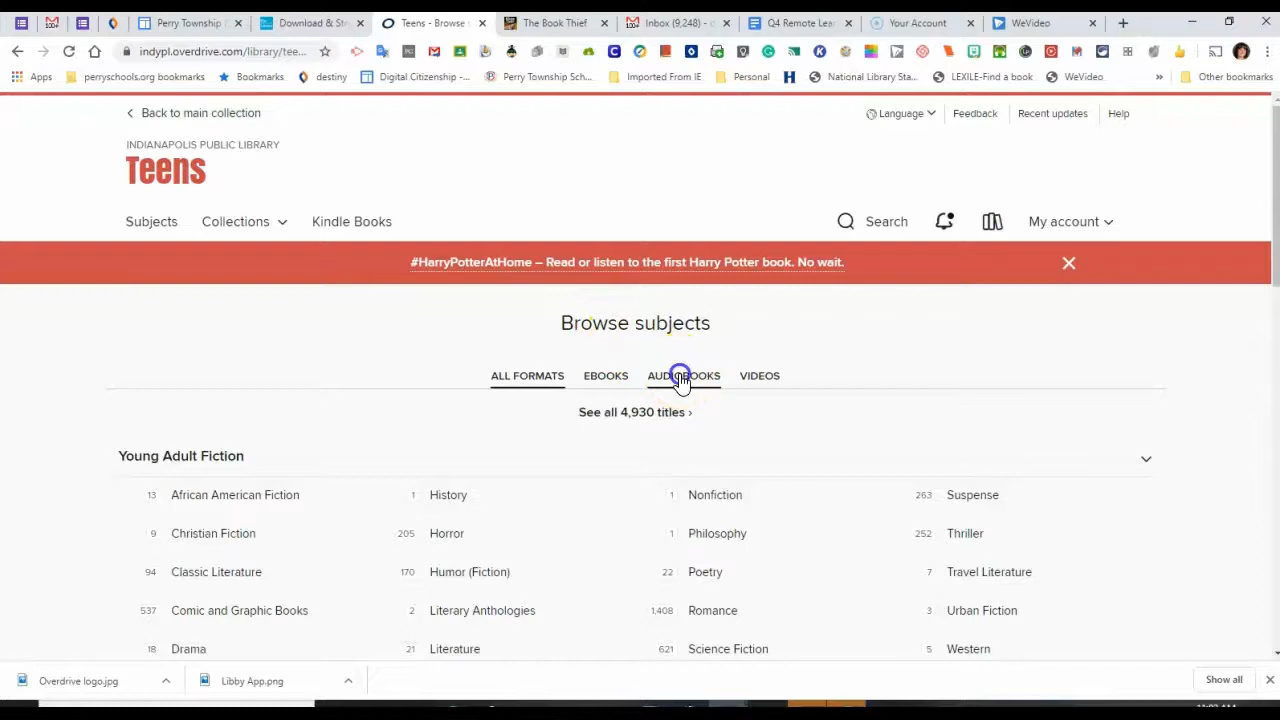 Perry Township
Download & Ste
Teens - Browse s
The Book Thief
Inbox (9,248) - d
Q4 Remote Lea
Your Account
WeVideo
indypl.overdrive.com/library/tee...
Apps
perryschools.org bookmarks
Bookmarks
destiny
Digital Citizenship -...
Perry Township Sch...
Imported From IE
Personal
National Library Sta...
LEXILE-Find a book
WeVideo
»
Other bookmarks
Back to main collection
Language
Feedback
Recent updates
Help
INDIANAPOLIS PUBLIC LIBRARY
Teens
Subjects
Collections
Kindle Books
Search
My account
#HarryPotterAtHome – Read or listen to the first Harry Potter book. No wait.
Browse subjects
ALL FORMATS
EBOOKS
AUDIOBOOKS
VIDEOS
See all 4,930 titles ›
Young Adult Fiction
13 African American Fiction
1 History
1 Nonfiction
263 Suspense
9 Christian Fiction
205 Horror
1 Philosophy
252 Thriller
94 Classic Literature
170 Humor (Fiction)
22 Poetry
7 Travel Literature
537 Comic and Graphic Books
2 Literary Anthologies
1,408 Romance
3 Urban Fiction
18 Drama
21 Literature
621 Science Fiction
5 Western
Overdrive logo.jpg
Libby App.png
Show all